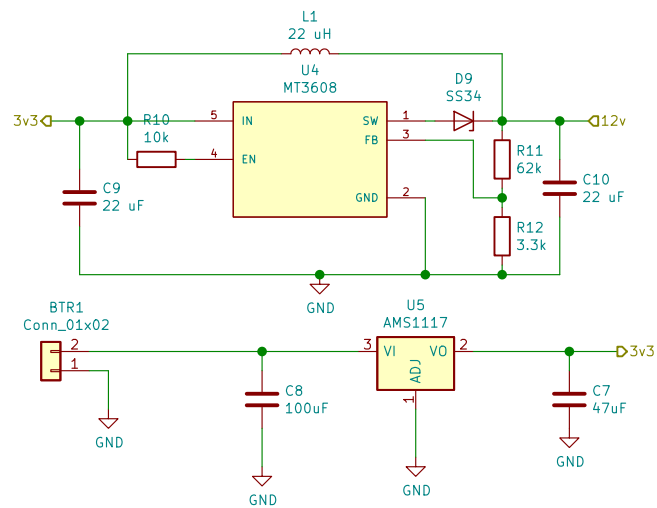 L1
22 uH
U4
MT3608
D9
SS34
3v3
R10
10k
5
IN
SW
1
12v
FB
3
4
EN
R11
62k
C9
22 uF
GND
2
C10
22 uF
R12
3.3k
GND
BTR1
Conn_01x02
U5
AMS1117
2
3
VI
VO
2
3v3
1
ADJ
1
C8
100uF
C7
47uF
GND
GND
GND
GND